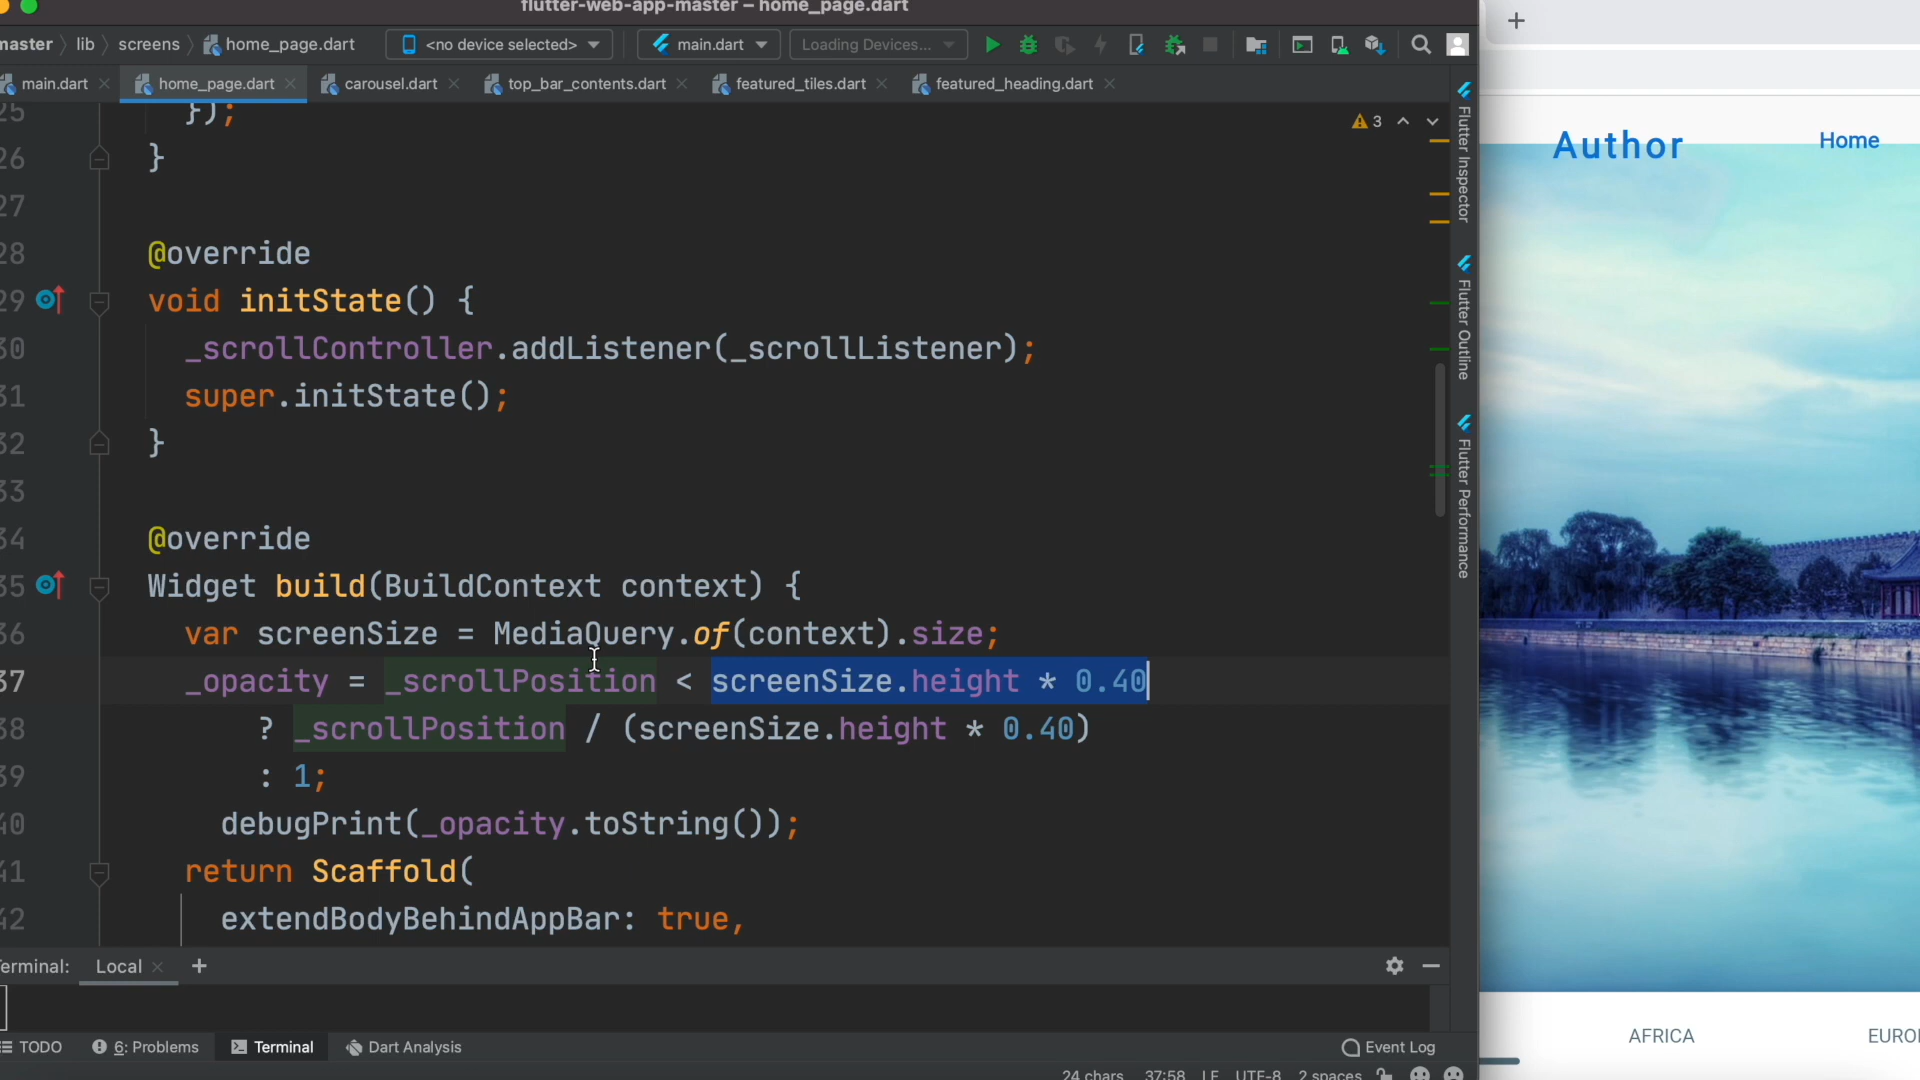 flutter-web-app-master – home_page.dart
master lib screens home_page.dart <no device selected> main.dart Loading Devices...
main.dart home_page.dart carousel.dart top_bar_contents.dart featured_tiles.dart featured_heading.dart
25 });
3
26 }
27
28 @override
29 void initState() {
30 _scrollController.addListener(_scrollListener);
31 super.initState();
32 }
33
34 @override
35 Widget build(BuildContext context) {
36 var screenSize = MediaQuery.of(context).size;
37 _opacity = _scrollPosition < screenSize.height * 0.40
38 ? _scrollPosition / (screenSize.height * 0.40)
39 : 1;
40 debugPrint(_opacity.toString());
41 return Scaffold(
42 extendBodyBehindAppBar: true,
Flutter Inspector
Flutter Outline
Flutter Performance
Terminal: Local
TODO 6: Problems Terminal Dart Analysis Event Log
24 chars 37:58 LF UTF-8 2 spaces
Author Home
AFRICA EURO